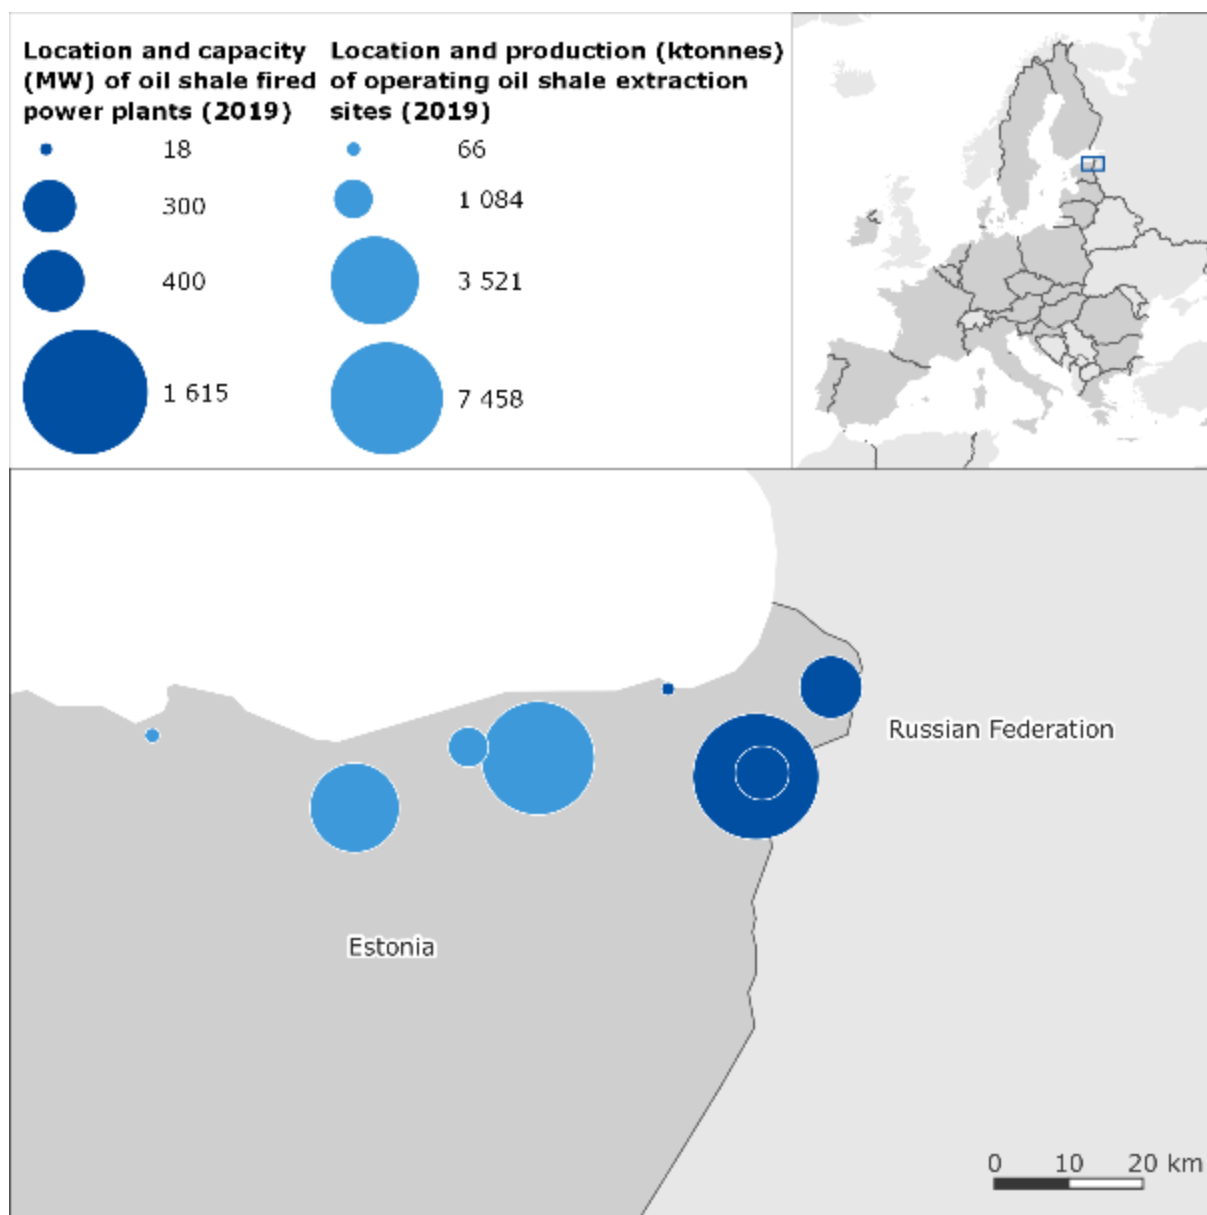 Location and capacity
(MW) of oil shale fired
power plants (2019)
18
300
400
1 615
Location and production (ktonnes)
of operating oil shale extraction
sites (2019)
66
1 084
3 521
7 458
Russian Federation
Estonia
0 10 20 km